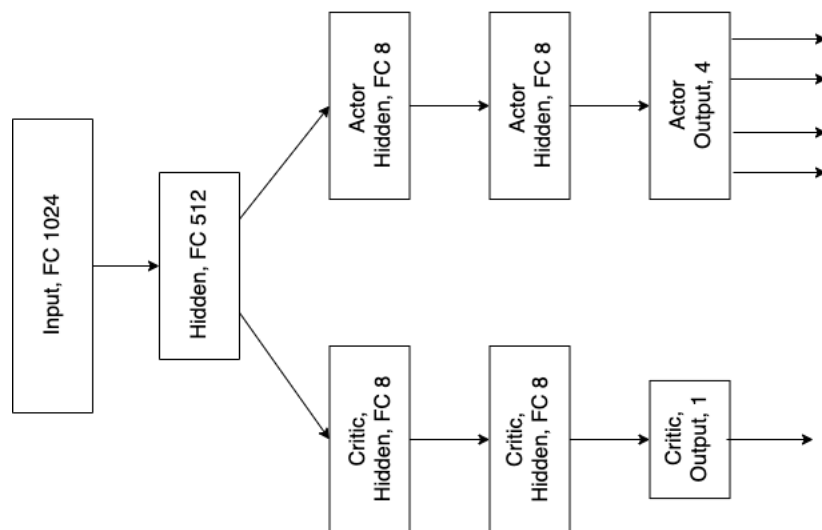 Input, FC 1024
Hidden, FC 512
Actor
Hidden, FC 8
Actor
Hidden, FC 8
Actor
Output, 4
Critic,
Hidden, FC 8
Critic,
Hidden, FC 8
Critic,
Output, 1